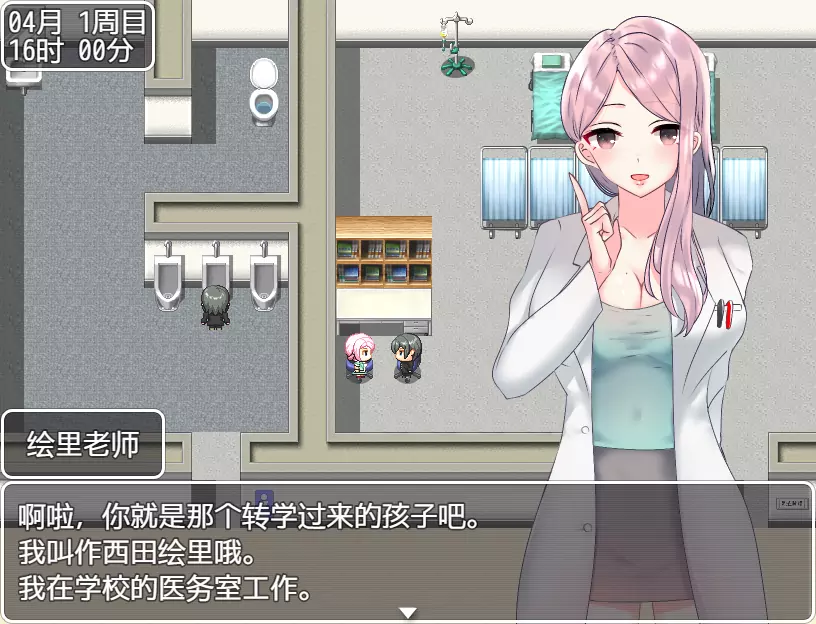 04月 1周目
16时 00分
绘里老师
啊啦，你就是那个转学过来的孩子吧。
我叫作西田绘里哦。
我在学校的医务室工作。